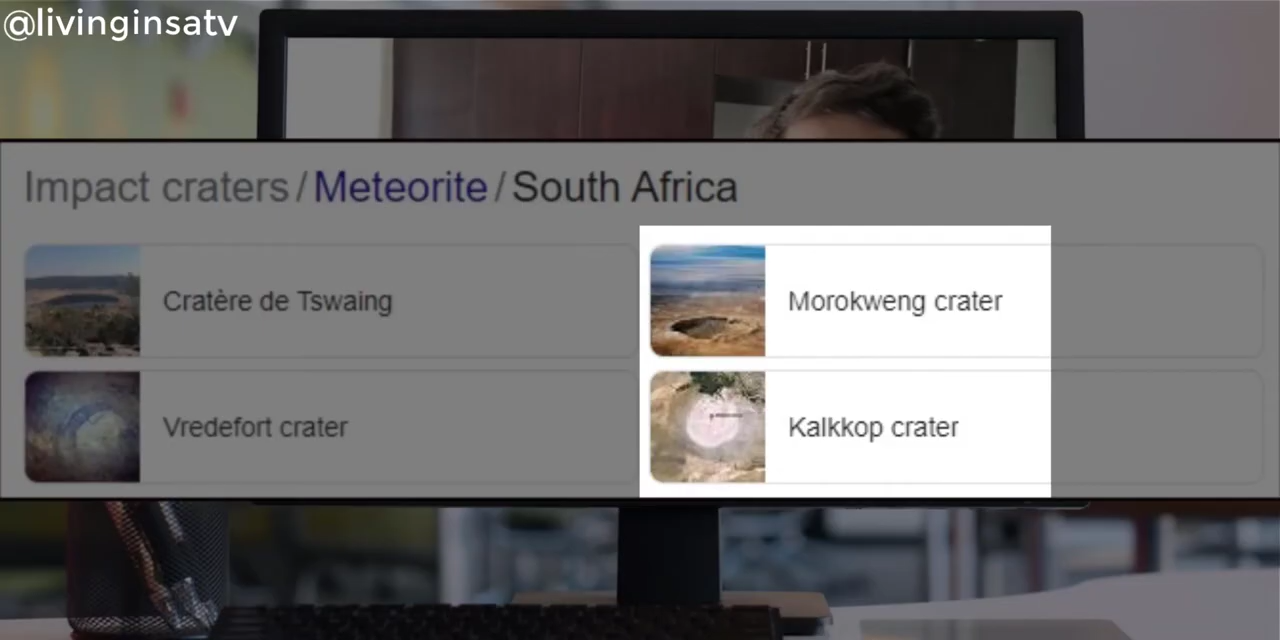 @livinginsatv
Impact craters / Meteorite / South Africa
Cratère de Tswaing
Morokweng crater
Vredefort crater
Kalkkop crater